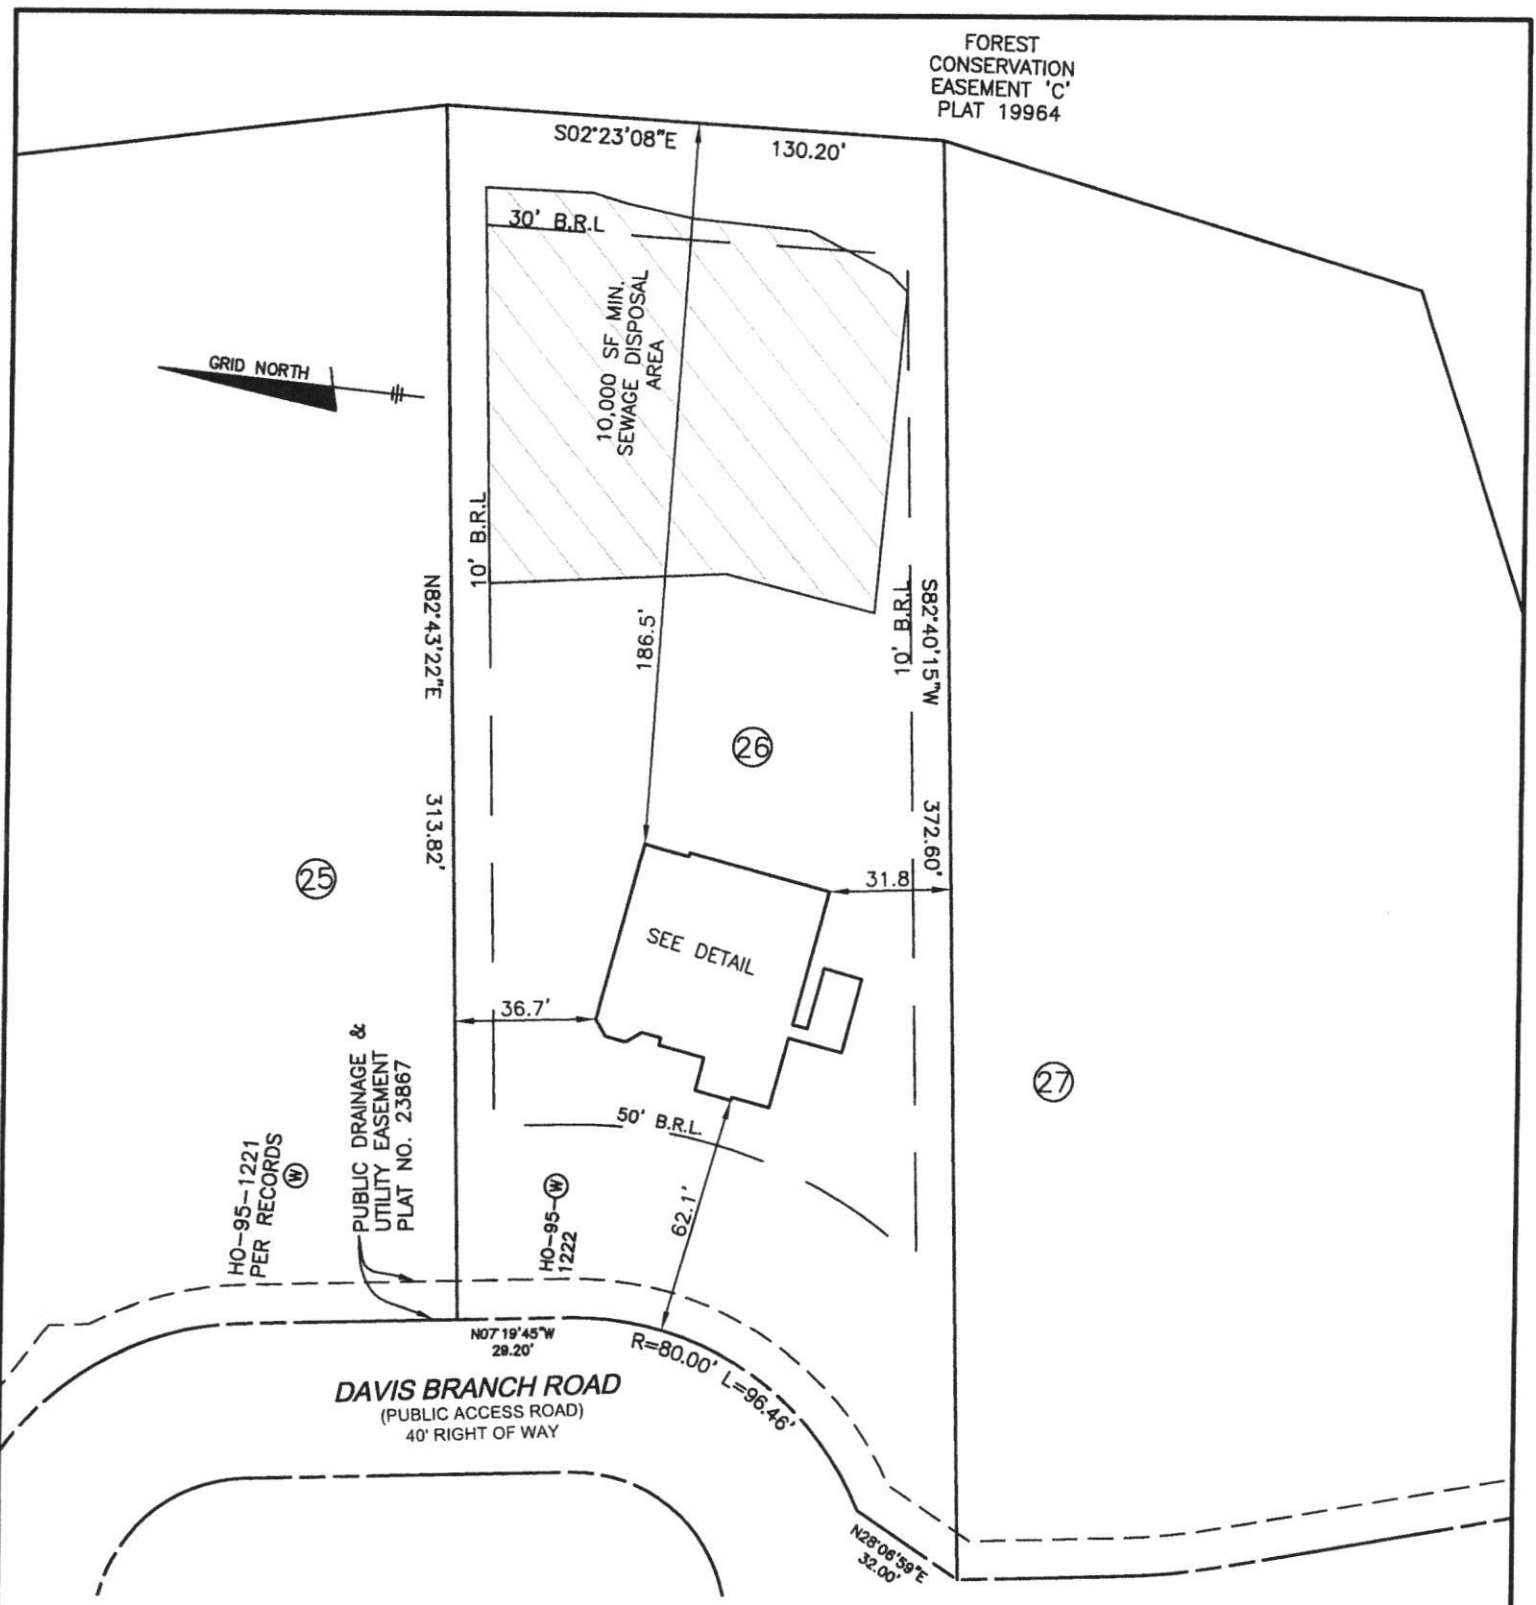 FOREST
CONSERVATION
EASEMENT 'C'
PLAT 19964
S02°23'08"E
130.20'
30' B.R.L
10,000 SF MIN.
SEWAGE DISPOSAL
AREA
GRID NORTH
10' B.R.L
N82°43'22"E
313.82'
186.5'
10' B.R.L
S82°40'15"W
372.60'
26
25
31.8
SEE DETAIL
36.7'
27
PUBLIC DRAINAGE &
UTILITY EASEMENT
PLAT NO. 23867
50' B.R.L.
HO-95-1221
PER RECORDS
W
HO-95-
1222
W
62.1'
N07°19'45"W
29.20'
R=80.00' L=96.46'
DAVIS BRANCH ROAD
(PUBLIC ACCESS ROAD)
40' RIGHT OF WAY
N28°06'59"E
32.00'